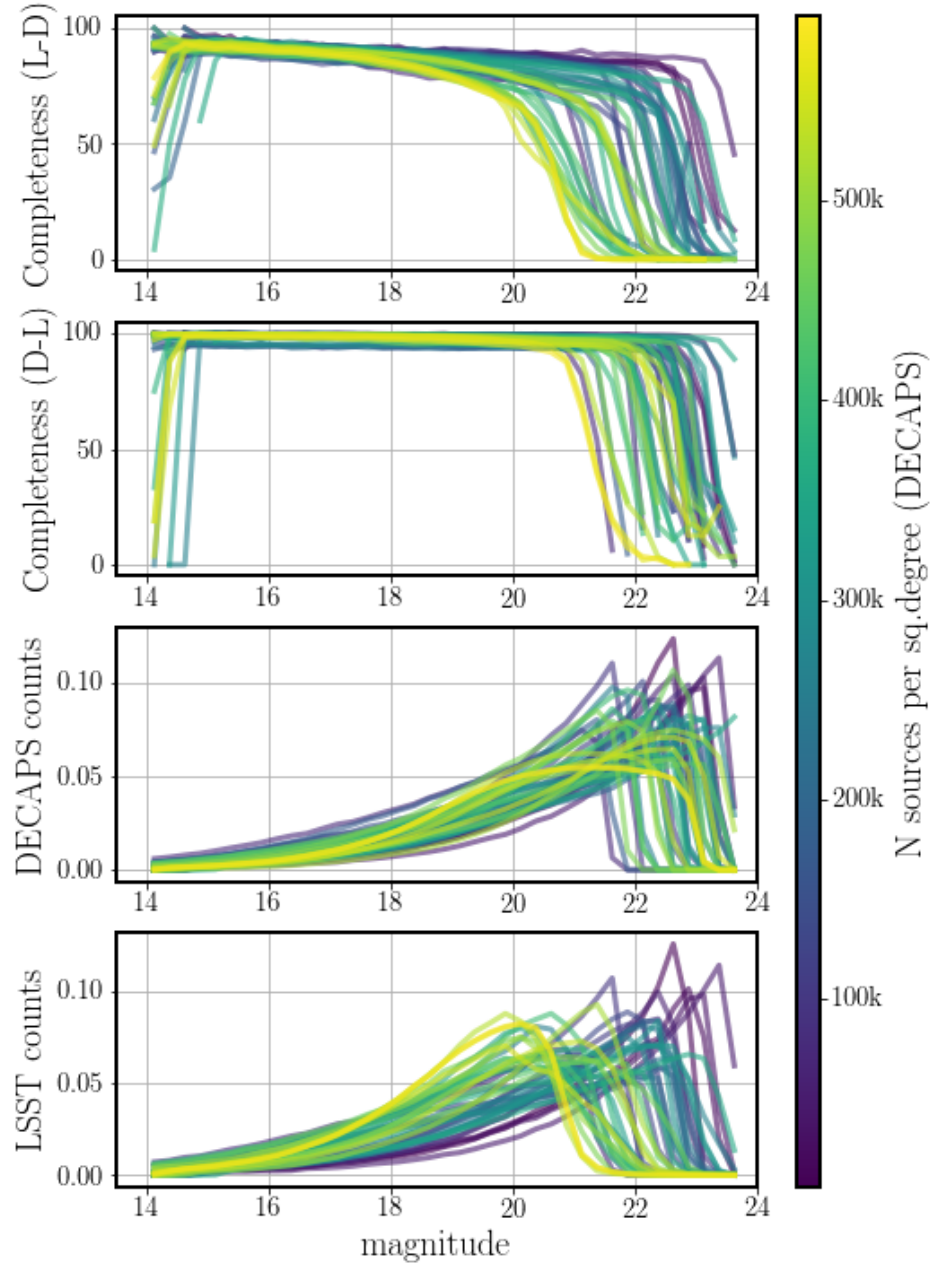 Completeness (L-D)
100
50
0
14 16 18 20 22 24
Completeness (D-L)
100
50
0
14 16 18 20 22 24
DECAPS counts
0.10
0.05
0.00
14 16 18 20 22 24
LSST counts
0.10
0.05
0.00
14 16 18 20 22 24
magnitude
500k
400k
300k
200k
100k
N sources per sq.degree (DECAPS)